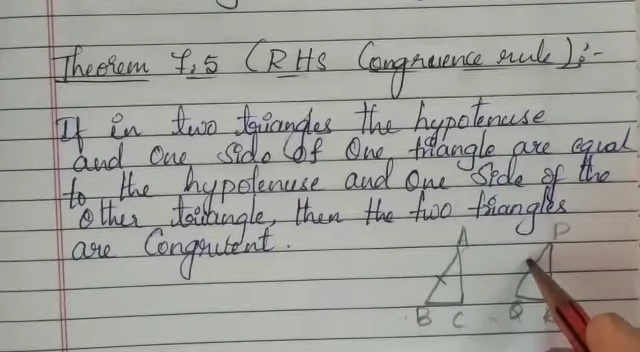 Theorem 7.5 (RHS Congruence rule):-
If in two triangles the hypotenuse
and one side of one triangle are equal
to the hypotenuse and one side of the
other triangle, then the two triangles
are Congrutent.
A P
B C Q R